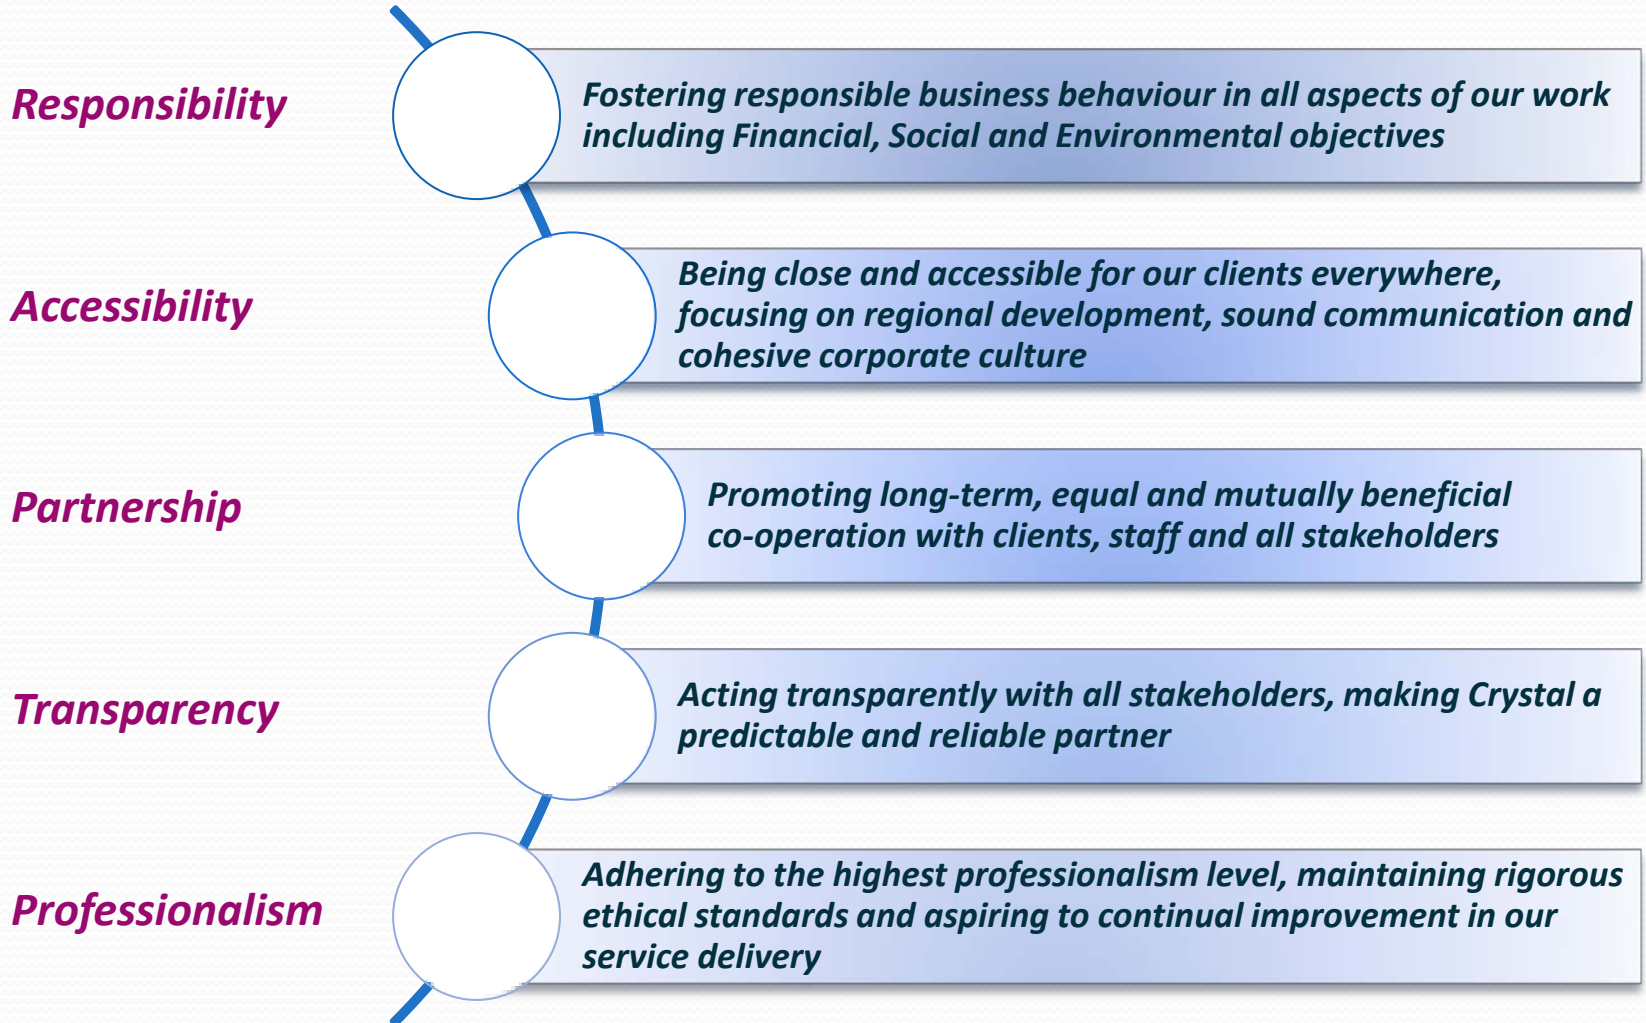 Responsibility
Fostering responsible business behaviour in all aspects of our work
including Financial, Social and Environmental objectives
Accessibility
Being close and accessible for our clients everywhere,
focusing on regional development, sound communication and
cohesive corporate culture
Partnership
Promoting long-term, equal and mutually beneficial
co-operation with clients, staff and all stakeholders
Transparency
Acting transparently with all stakeholders, making Crystal a
predictable and reliable partner
Professionalism
Adhering to the highest professionalism level, maintaining rigorous
ethical standards and aspiring to continual improvement in our
service delivery